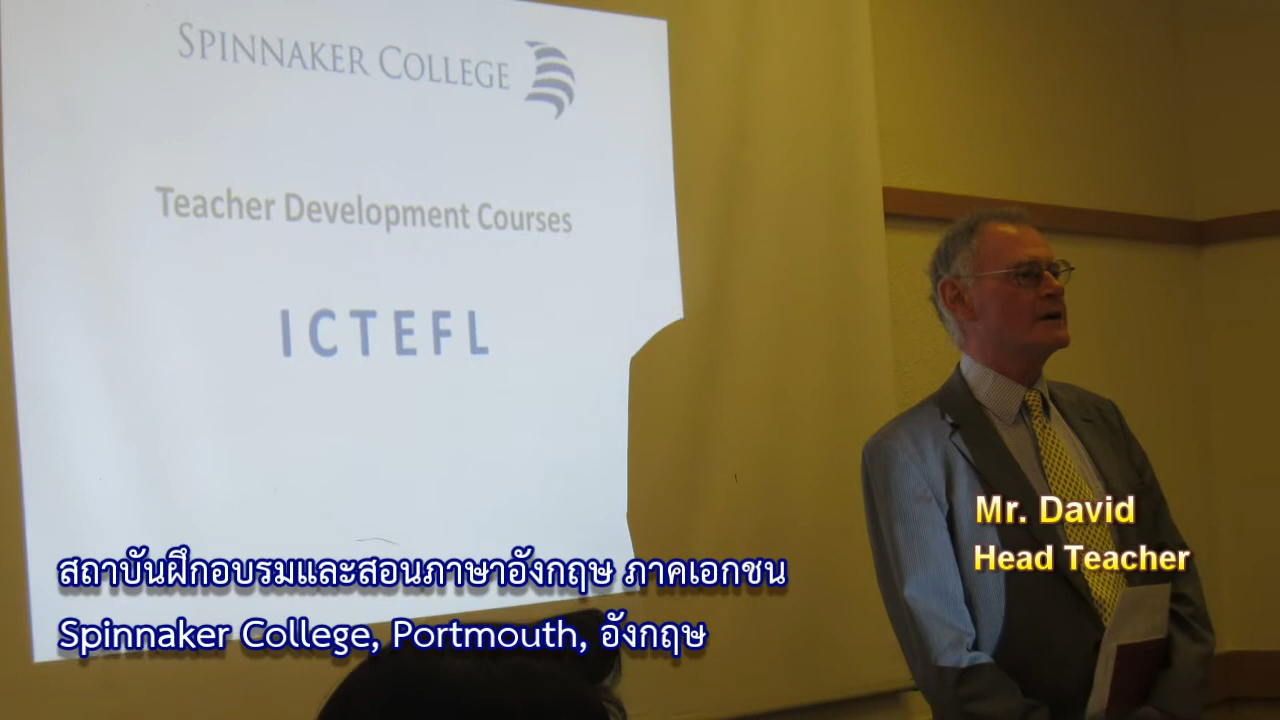 SPINNAKER COLLEGE
Teacher Development Courses
ICTEFL
Mr. David
Head Teacher
สถาบันฝึกอบรมและสอนภาษาอังกฤษ ภาคเอกชน
Spinnaker College, Portmouth, อังกฤษ